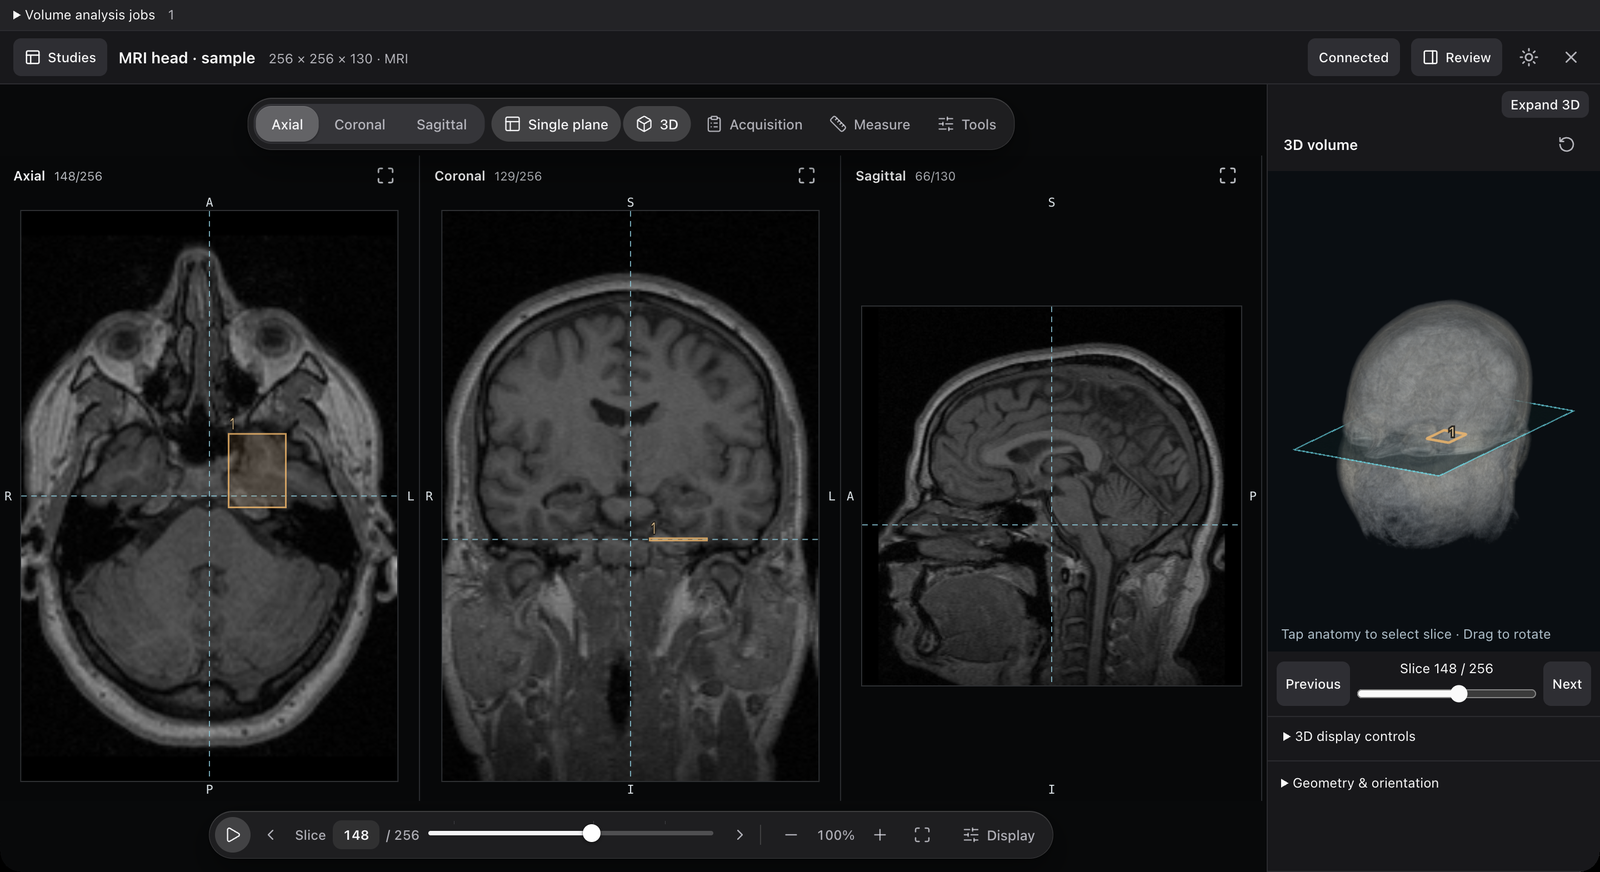 Volume analysis jobs 1
Studies
MRI head · sample 256 × 256 × 130 · MRI
Connected
Review
Axial
Coronal
Sagittal
Single plane
3D
Acquisition
Measure
Tools
Axial 148/256
A
R
L
P
1
Coronal 129/256
S
R
L
I
1
Sagittal 66/130
S
A
P
I
Slice 148 / 256
100%
Display
Expand 3D
3D volume
1
Tap anatomy to select slice · Drag to rotate
Previous
Slice 148 / 256
Next
3D display controls
Geometry & orientation